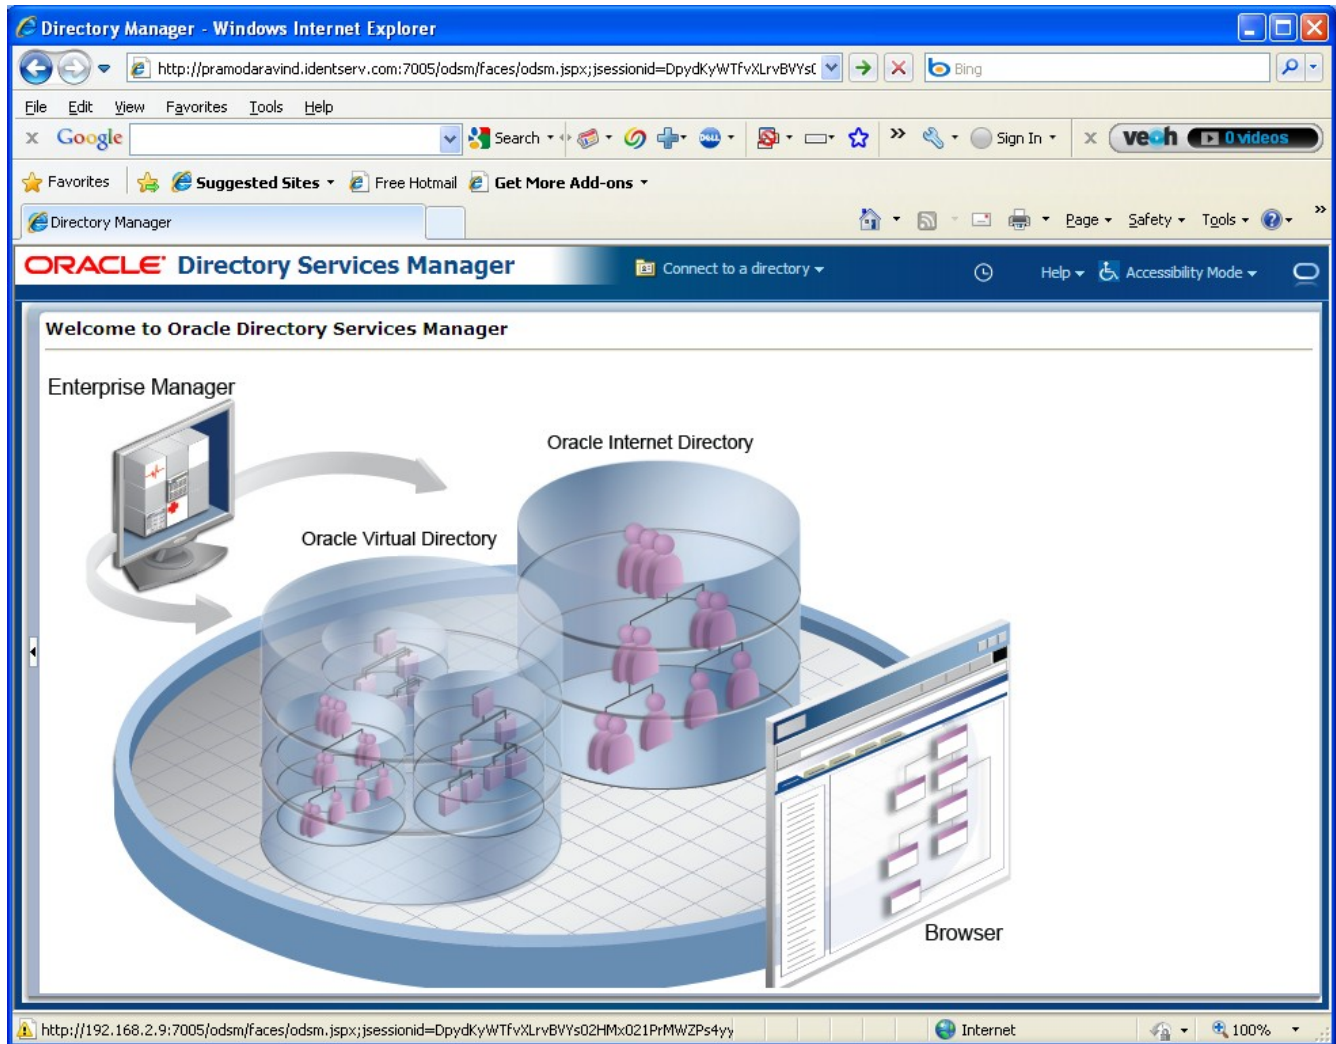 Directory Manager - Windows Internet Explorer
http://pramodaravind.identserv.com:7005/odsm/faces/odsm.jspx;jsessionid=DpydKyWTfvXLrvBVYs
Bing
File Edit View Favorites Tools Help
x Google Search Sign In x veoh 0 videos
Favorites Suggested Sites Free Hotmail Get More Add-ons
Directory Manager Page Safety Tools
ORACLE Directory Services Manager Connect to a directory Help Accessibility Mode
Welcome to Oracle Directory Services Manager
Enterprise Manager
Oracle Internet Directory
Oracle Virtual Directory
Browser
http://192.168.2.9:7005/odsm/faces/odsm.jspx;jsessionid=DpydKyWTfvXLrvBVYs02HMx021PrMWZPs4yy Internet 100%